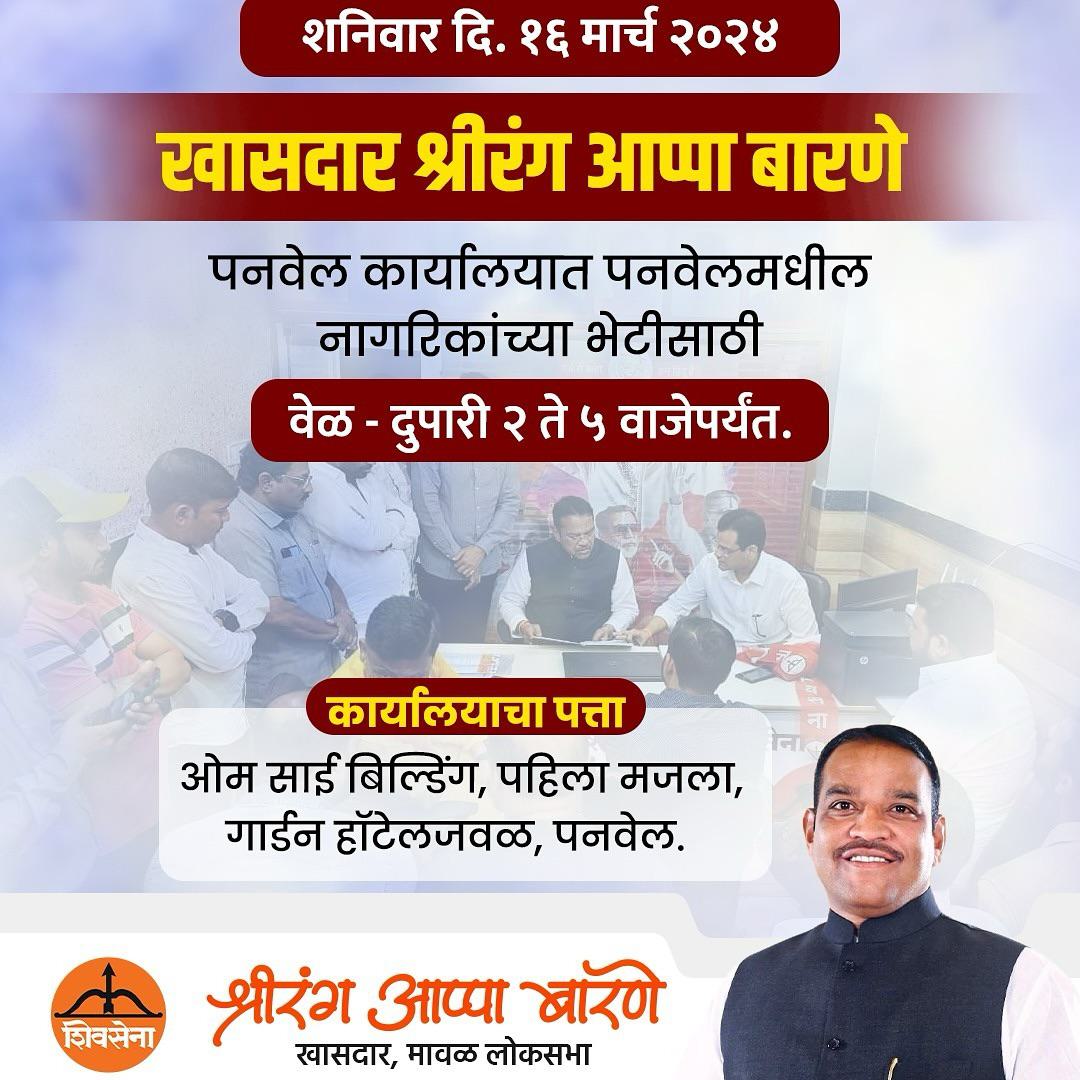 शनिवार दि. १६ मार्च २०२४
खासदार श्रीरंग आप्पा बारणे
पनवेल कार्यालयात पनवेलमधील
नागरिकांच्या भेटीसाठी
वेळ - दुपारी २ ते ५ वाजेपर्यंत.
कार्यालयाचा पत्ता
ओम साई बिल्डिंग, पहिला मजला,
गार्डन हॉटेलजवळ, पनवेल.
शिवसेना
श्रीरंग आप्पा बारणे
खासदार, मावळ लोकसभा